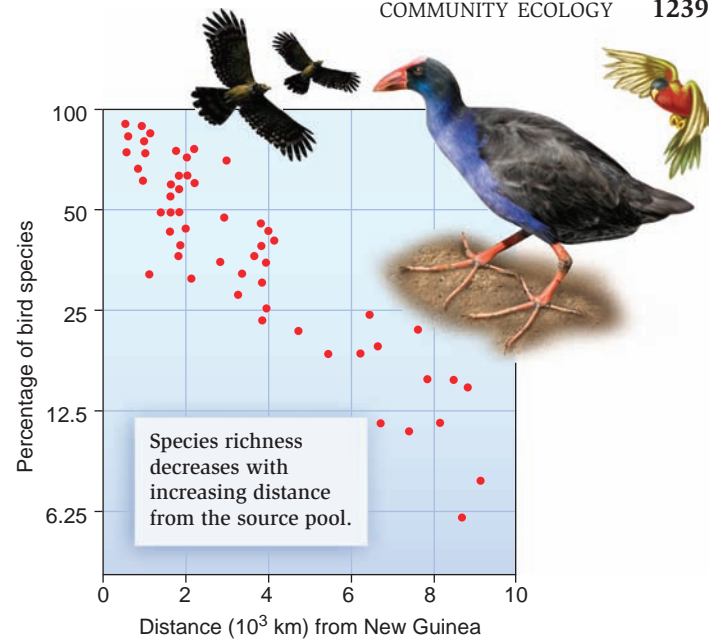 COMMUNITY ECOLOGY 1239
Percentage of bird species
100
50
25
12.5
6.25
Species richness
decreases with
increasing distance
from the source pool.
0 2 4 6 8 10
Distance (10³ km) from New Guinea